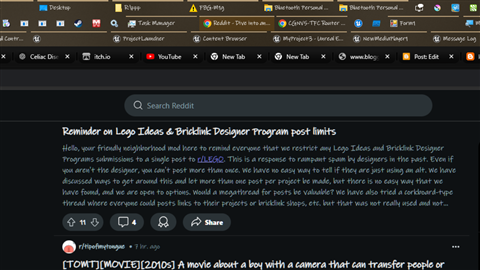 Desktop R!ppp FBG-Mtg Bluetooth Personal ... Bluetooth Personal ...
Task Manager Reddit - Dive into an... CGNVS-TFC Router ... Form1
ll Contr... ProjectLauncher Content Browser MyProject3 - Unreal E... NewMediaPlayer1 Message Log
Celiac Dise itch.io YouTube New Tab New Tab www.blog Post: Edit
Search Reddit
Reminder on Lego Ideas & Bricklink Designer Program post limits
Hello, your friendly neighborhood mod here to remind everyone that we restrict any Lego Ideas and Bricklink Designer
Programs submissions to a single post to r/LEGO. This is a response to rampant spam by designers in the past. Even if
you aren't the designer, you can't post more than once. We have no easy way to tell if they are just using an alt. We have
discussed ways to get around this and let more than one post per project be made, but there is no easy way that we
have found, and we are open to options. Would a megathread for posts be valuable? We have also tried a corkboard-type
thread where everyone could post links to their projects or bricklink shops, etc. but that was not really used and not...
11 4 Share
r/tipofmytongue • 7 hr. ago
[TOMT][MOVIE][2010s] A movie about a boy with a camera that can transfer people or